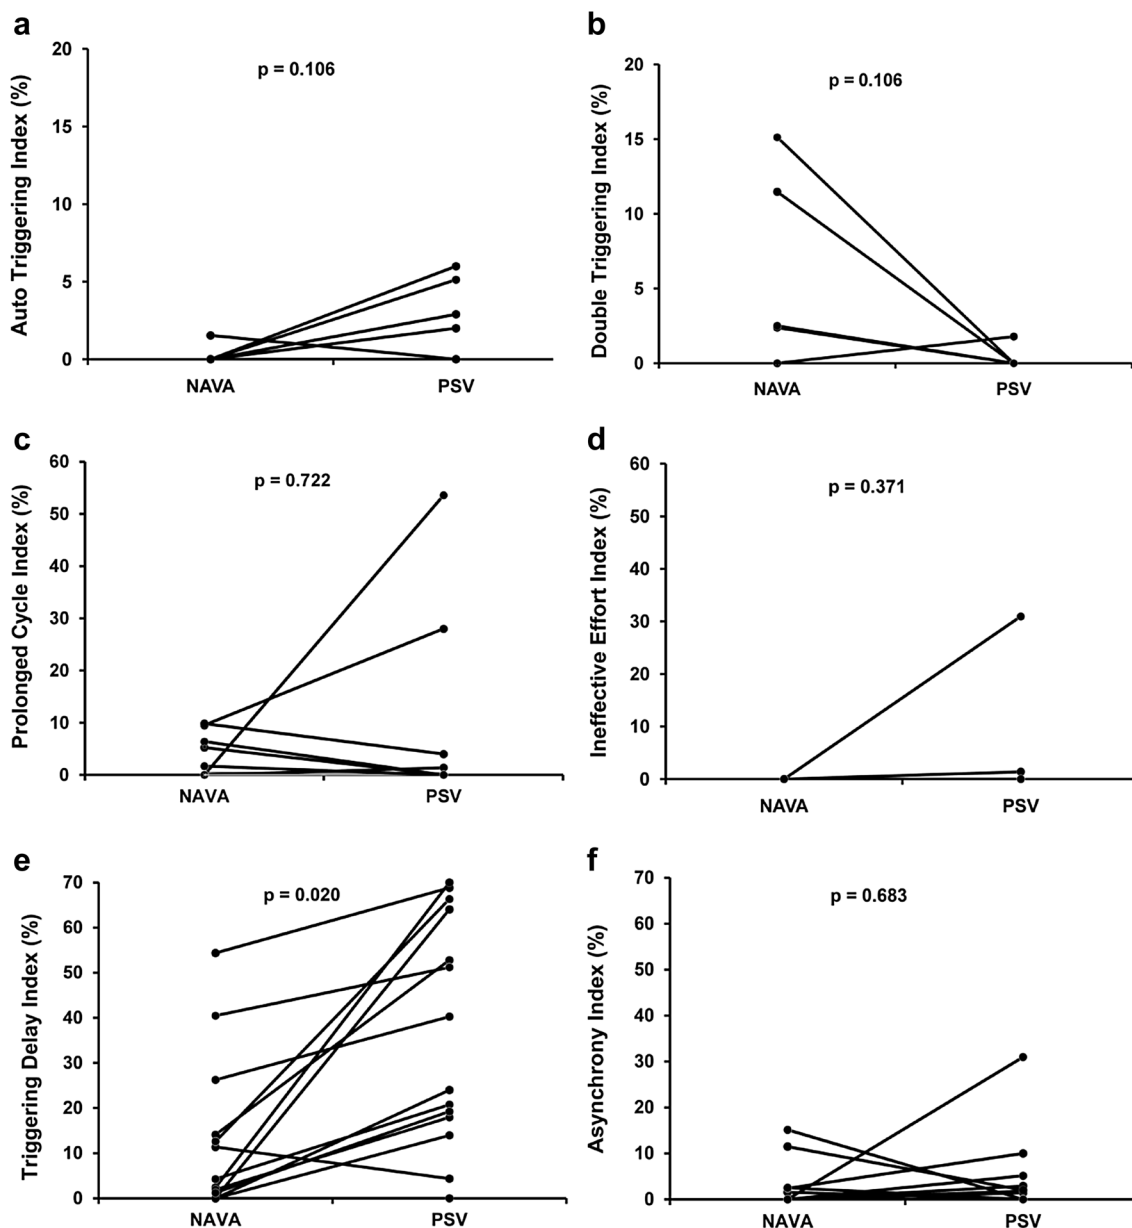 a
Auto Triggering Index (%)
p = 0.106
20
15
10
5
0
NAVA
PSV
b
Double Triggering Index (%)
p = 0.106
20
15
10
5
0
NAVA
PSV
c
Prolonged Cycle Index (%)
p = 0.722
60
50
40
30
20
10
0
NAVA
PSV
d
Ineffective Effort Index (%)
p = 0.371
60
50
40
30
20
10
0
NAVA
PSV
e
Triggering Delay Index (%)
p = 0.020
70
60
50
40
30
20
10
0
NAVA
PSV
f
Asynchrony Index (%)
p = 0.683
70
60
50
40
30
20
10
0
NAVA
PSV